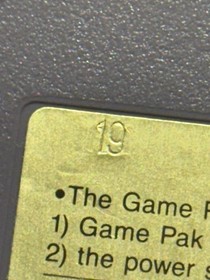 19
•The Game
1) Game Pak
2) the power